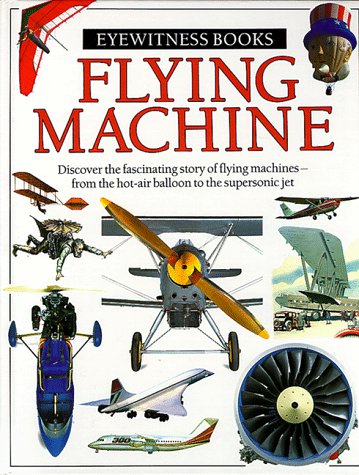 EYEWITNESS BOOKS
FLYING
MACHINE
Discover the fascinating story of flying machines –
from the hot-air balloon to the supersonic jet
300